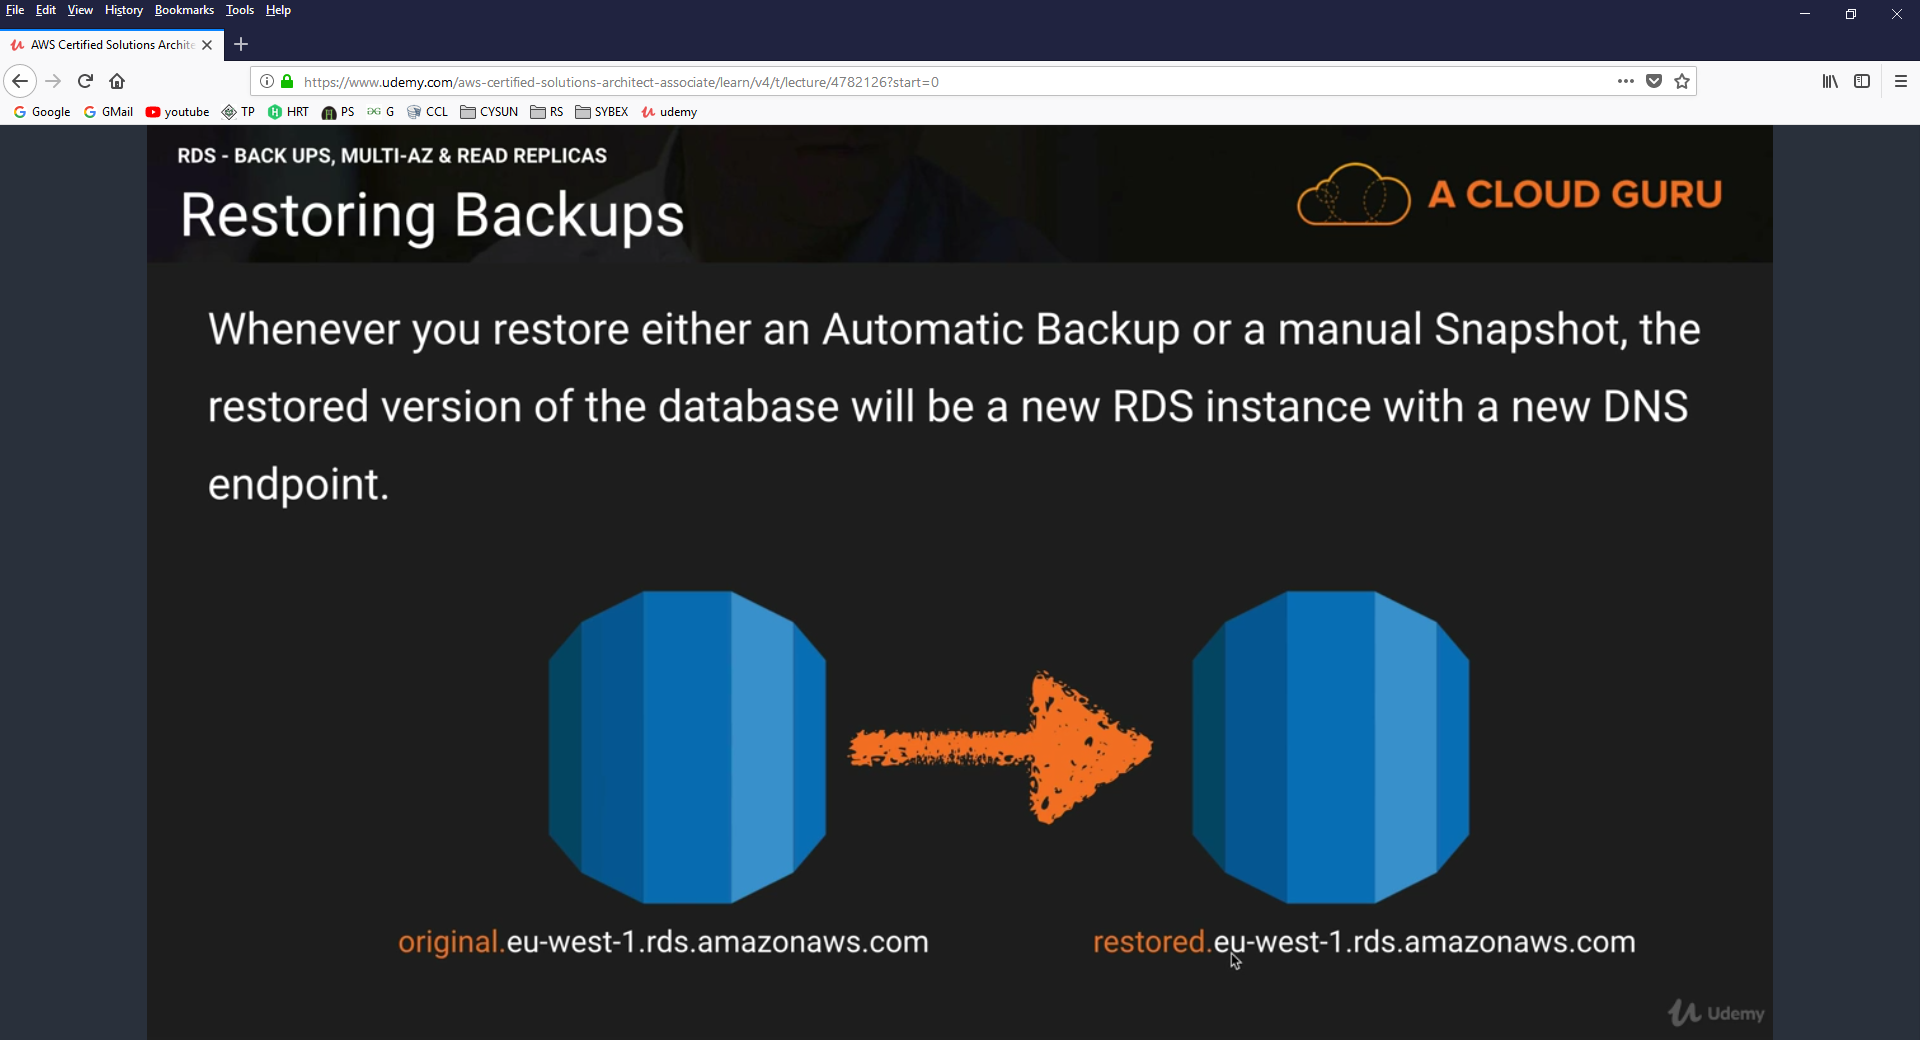 File Edit View History Bookmarks Tools Help
AWS Certified Solutions Archite
https://www.udemy.com/aws-certified-solutions-architect-associate/learn/v4/t/lecture/4782126?start=0
Google GMail youtube TP HRT PS G CCL CYSUN RS SYBEX udemy
RDS - BACK UPS, MULTI-AZ & READ REPLICAS
Restoring Backups
A CLOUD GURU
Whenever you restore either an Automatic Backup or a manual Snapshot, the
restored version of the database will be a new RDS instance with a new DNS
endpoint.
original.eu-west-1.rds.amazonaws.com
restored.eu-west-1.rds.amazonaws.com
Udemy